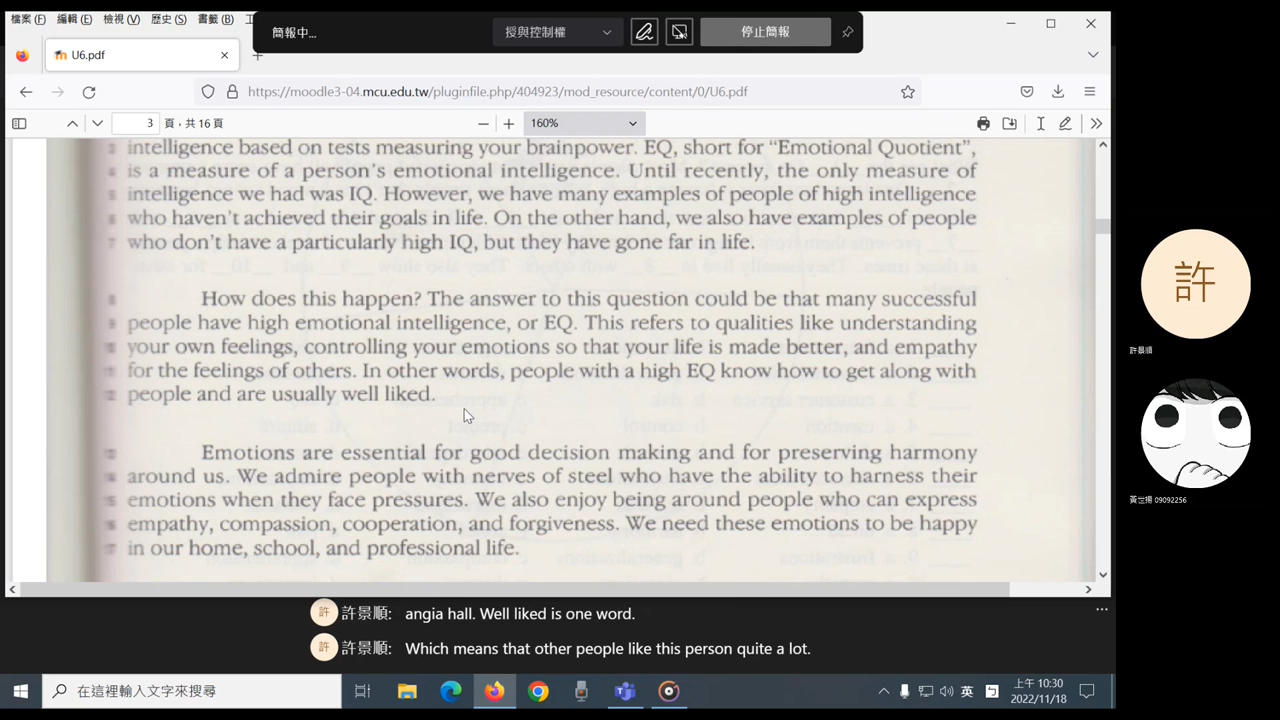 檔案(F) 編輯(E) 檢視(V) 歷史(S) 書籤(B)
簡報中...
授與控制權
停止簡報
U6.pdf
https://moodle3-04.mcu.edu.tw/pluginfile.php/404923/mod_resource/content/0/U6.pdf
3 頁，共 16 頁
160%
intelligence based on tests measuring your brainpower. EQ, short for “Emotional Quotient”,
is a measure of a person’s emotional intelligence. Until recently, the only measure of
intelligence we had was IQ. However, we have many examples of people of high intelligence
who haven’t achieved their goals in life. On the other hand, we also have examples of people
who don’t have a particularly high IQ, but they have gone far in life.
How does this happen? The answer to this question could be that many successful
people have high emotional intelligence, or EQ. This refers to qualities like understanding
your own feelings, controlling your emotions so that your life is made better, and empathy
for the feelings of others. In other words, people with a high EQ know how to get along with
people and are usually well liked.
Emotions are essential for good decision making and for preserving harmony
around us. We admire people with nerves of steel who have the ability to harness their
emotions when they face pressures. We also enjoy being around people who can express
empathy, compassion, cooperation, and forgiveness. We need these emotions to be happy
in our home, school, and professional life.
許
許景順
黃世揚 09092256
許 許景順: angia hall. Well liked is one word.
許 許景順: Which means that other people like this person quite a lot.
在這裡輸入文字來搜尋
英
上午 10:30
2022/11/18